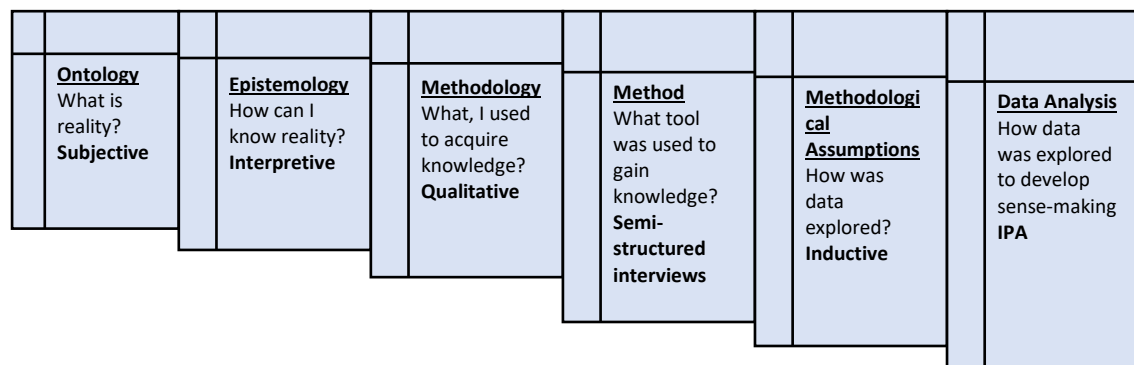 Ontology
What is
reality?
Subjective
Epistemology
How can I
know reality?
Interpretive
Methodology
What, I used
to acquire
knowledge?
Qualitative
Method
What tool
was used to
gain
knowledge?
Semi-
structured
interviews
Methodologi
cal
Assumptions
How was
data
explored?
Inductive
Data Analysis
How data
was explored
to develop
sense-making
IPA